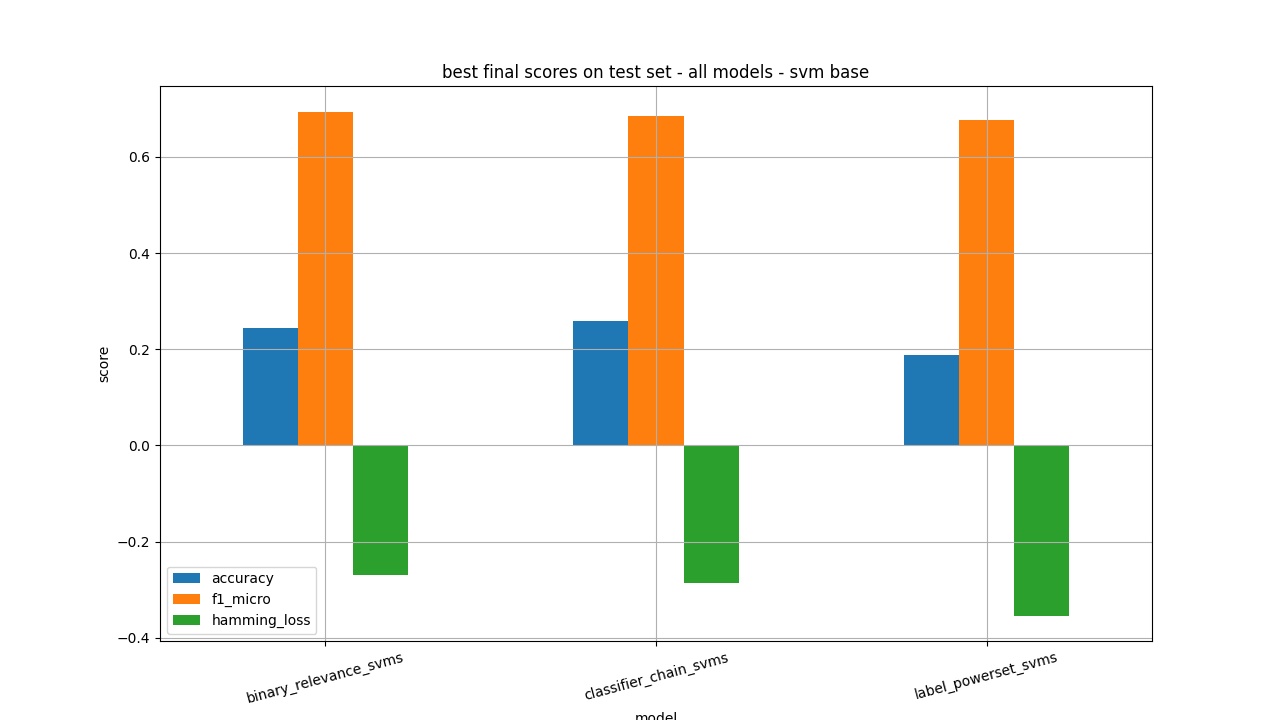 best final scores on test set - all models - svm base
score
0.6
0.4
0.2
0.0
−0.2
−0.4
accuracy
f1_micro
hamming_loss
binary_relevance_svms
classifier_chain_svms
label_powerset_svms
model